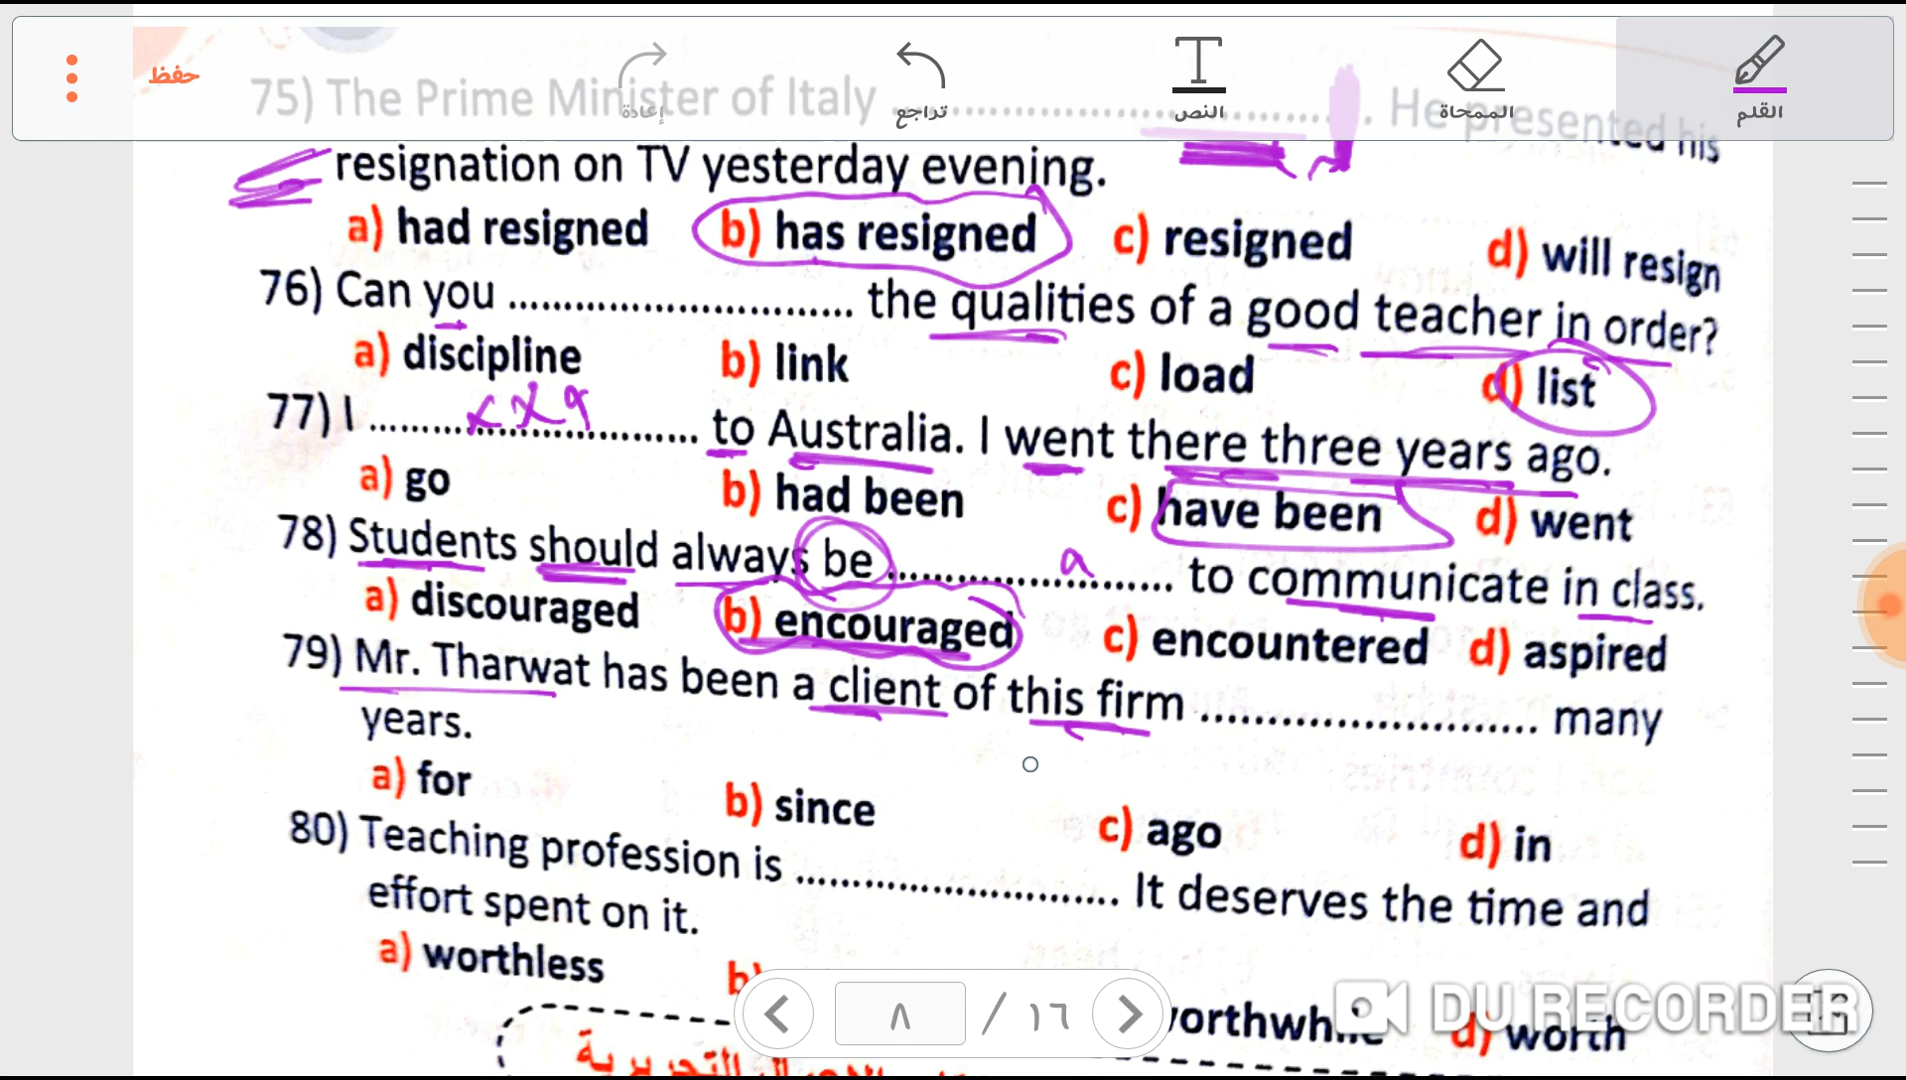 حفظ
إعادة
تراجع
النص
الممحاة
القلم
75) The Prime Minister of Italy ................................. . He presented his
resignation on TV yesterday evening.
a) had resigned b) has resigned c) resigned d) will resign
76) Can you ................................ the qualities of a good teacher in order?
a) discipline b) link c) load d) list
77) I ................................ to Australia. I went there three years ago.
a) go b) had been c) have been d) went
78) Students should always be ................................ to communicate in class.
a
a) discouraged b) encouraged c) encountered d) aspired
79) Mr. Tharwat has been a client of this firm ................................ many
years.
a) for b) since c) ago d) in
80) Teaching profession is ................................ . It deserves the time and
effort spent on it.
a) worthless b) d) worth
٨ / ١٦
DU RECORDER